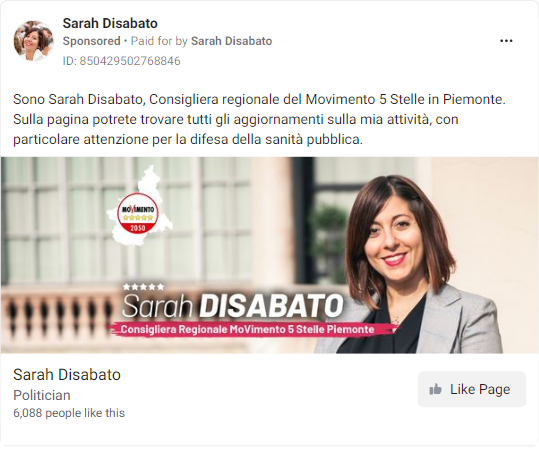 Sarah Disabato
Sponsored • Paid for by Sarah Disabato
ID: 850429502768846
Sono Sarah Disabato, Consigliera regionale del Movimento 5 Stelle in Piemonte.
Sulla pagina potrete trovare tutti gli aggiornamenti sulla mia attività, con
particolare attenzione per la difesa della sanità pubblica.
MOVIMENTO
2050
Sarah DISABATO
Consigliera Regionale MoVimento 5 Stelle Piemonte
Sarah Disabato
Politician
6,088 people like this
Like Page